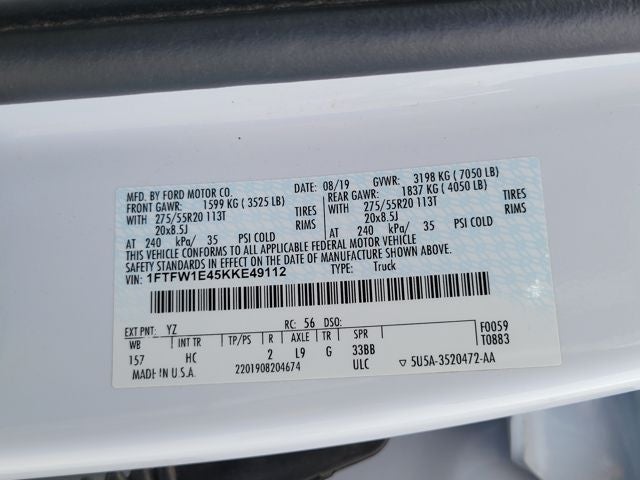 MFD. BY FORD MOTOR CO. DATE: 08/19 GVWR: 3198 KG ( 7050 LB)
FRONT GAWR: 1599 KG ( 3525 LB) REAR GAWR: 1837 KG ( 4050 LB)
WITH 275/55R20 113T TIRES WITH 275/55R20 113T TIRES
20x8.5J RIMS 20x8.5J RIMS
AT 240 kPa/ 35 PSI COLD AT 240 kPa/ 35 PSI COLD
THIS VEHICLE CONFORMS TO ALL APPLICABLE FEDERAL MOTOR VEHICLE
SAFETY STANDARDS IN EFFECT ON THE DATE OF MANUFACTURE SHOWN ABOVE.
VIN: 1FTFW1E45KKE49112 TYPE: Truck
EXT PNT: YZ RC: 56 DSO: F0059
WB INT TR TP/PS R AXLE TR SPR T0883
157 HC 2 L9 G 33BB
MADE IN U.S.A. 2201908204674 ULC ▽ 5U5A-3520472-AA